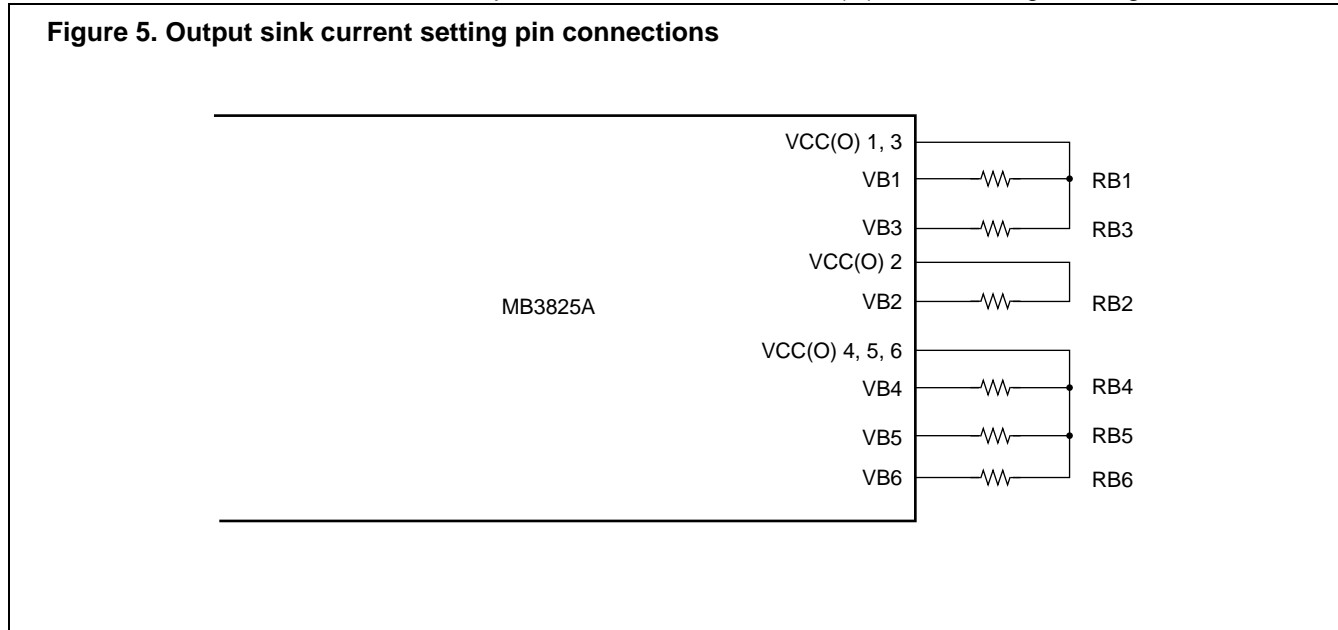 Figure 5. Output sink current setting pin connections
VCC(O) 1, 3
VB1
RB1
VB3
RB3
VCC(O) 2
MB3825A
VB2
RB2
VCC(O) 4, 5, 6
VB4
RB4
VB5
RB5
VB6
RB6